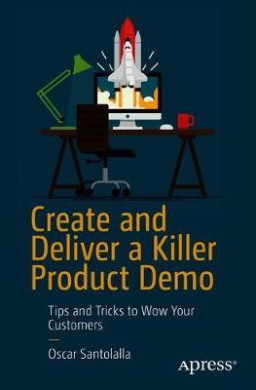 Create and
Deliver a Killer
Product Demo
Tips and Tricks to Wow Your
Customers
Oscar Santolalla
Apress®